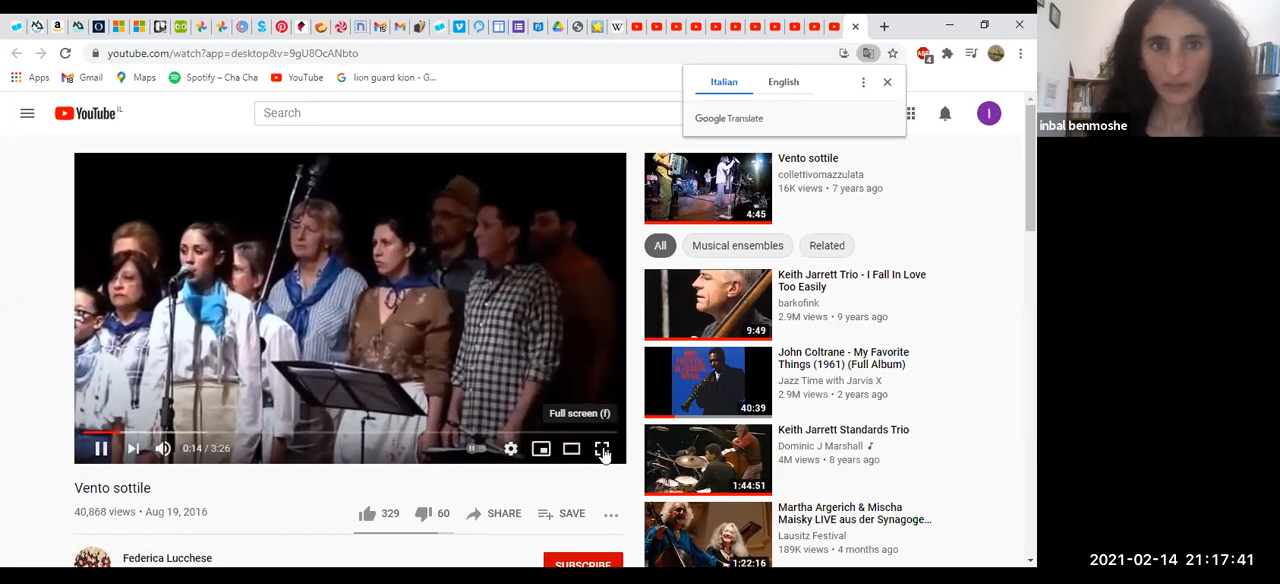 youtube.com/watch?app=desktop&v=9gU8OcANbto
4
Apps
Gmail
Maps
Spotify – Cha Cha
YouTube
lion guard kion - G...
Italian
English
Google Translate
YouTube IL
Search
I
inbal benmoshe
Full screen (f)
0:14 / 3:26
Vento sottile
40,868 views • Aug 19, 2016
329
60
SHARE
SAVE
Federica Lucchese
SUBSCRIBE
4:45
Vento sottile
collettivomazzulata
16K views • 7 years ago
All
Musical ensembles
Related
9:49
Keith Jarrett Trio - I Fall In Love
Too Easily
barkofink
2.9M views • 9 years ago
40:39
John Coltrane - My Favorite
Things (1961) (Full Album)
Jazz Time with Jarvis X
2.9M views • 2 years ago
1:44:51
Keith Jarrett Standards Trio
Dominic J Marshall
4M views • 8 years ago
1:22:16
Martha Argerich & Mischa
Maisky LIVE aus der Synagoge...
Lausitz Festival
189K views • 4 months ago
2021-02-14 21:17:41